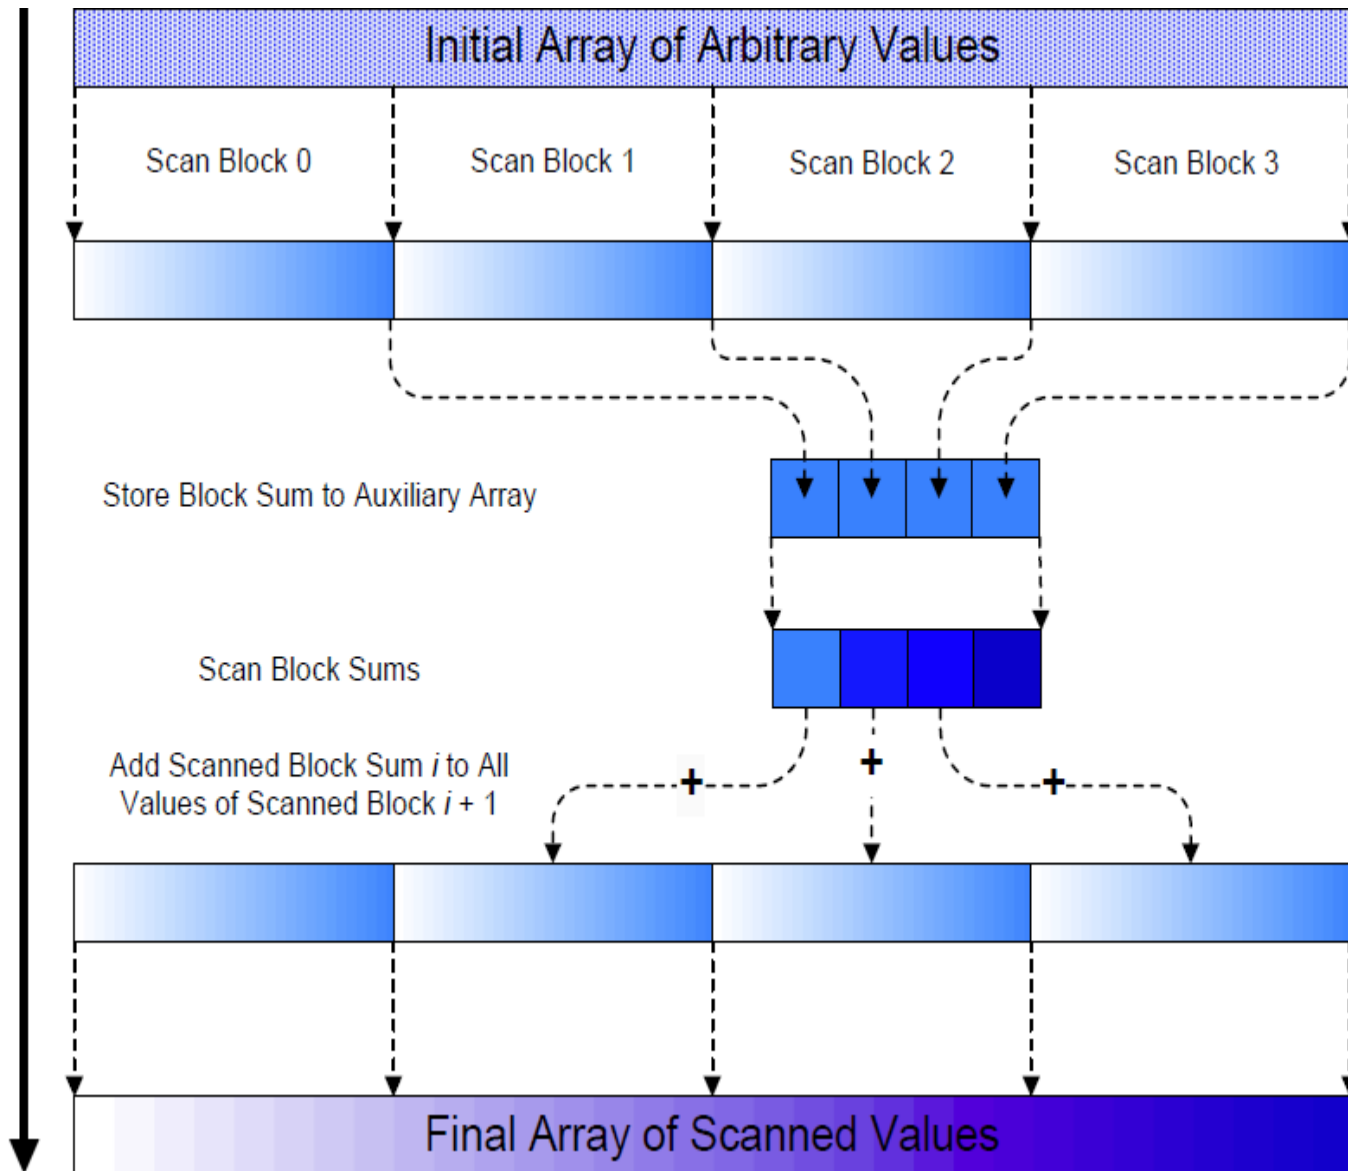 Initial Array of Arbitrary Values
Scan Block 0
Scan Block 1
Scan Block 2
Scan Block 3
Store Block Sum to Auxiliary Array
Scan Block Sums
Add Scanned Block Sum i to All
Values of Scanned Block i + 1
+
+
+
Final Array of Scanned Values